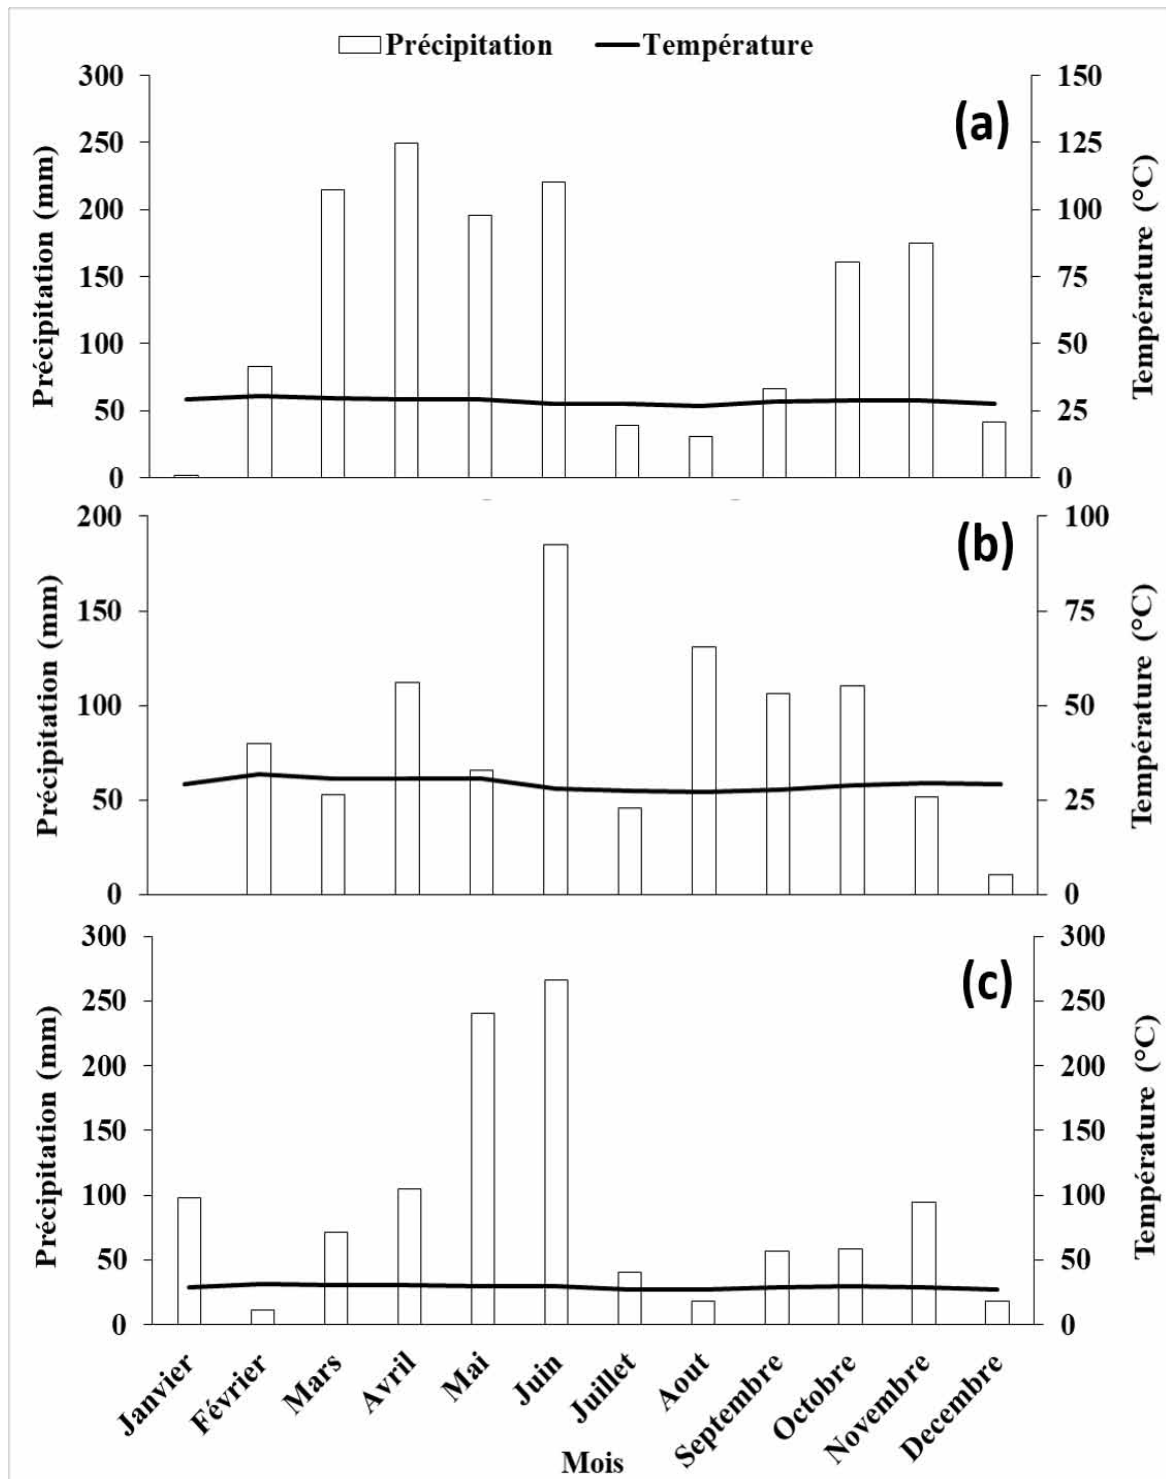 Précipitation Température
300 150
(a)
250 125
200 100
150 75
100 50
50 25
0 0
Précipitation (mm)
Température (°C)
200 100
(b)
150 75
100 50
50 25
0 0
Précipitation (mm)
Température (°C)
300 300
(c)
250 250
200 200
150 150
100 100
50 50
0 0
Précipitation (mm)
Température (°C)
Janvier
Février
Mars
Avril
Mai
Juin
Juillet
Aout
Septembre
Octobre
Novembre
Decembre
Mois